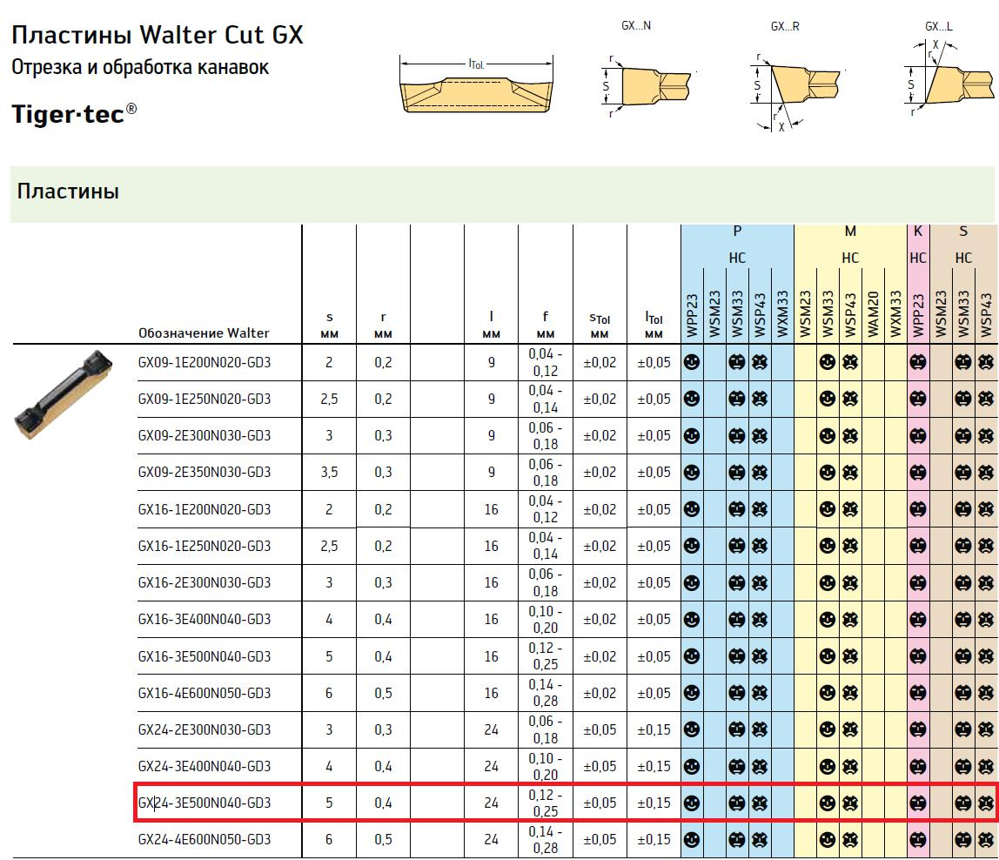 Пластины Walter Cut GX
Отрезка и обработка канавок
Tiger·tec®
GX...N
GX...R
GX...L
lTol.
r
S
r
r
S
r
χ
χ
r
S
r
Пластины
P M K S
HC HC HC HC
Обозначение Walter s мм r мм l мм f мм sTol мм lTol мм WPP23 WSM23 WSM33 WSP43 WXM33 WSM23 WSM33 WSP43 WAM20 WXM33 WPP23 WSM23 WSM33 WSP43
GX09-1E200N020-GD3 2 0,2 9 0,04 - 0,12 ±0,02 ±0,05
GX09-1E250N020-GD3 2,5 0,2 9 0,04 - 0,14 ±0,02 ±0,05
GX09-2E300N030-GD3 3 0,3 9 0,06 - 0,18 ±0,02 ±0,05
GX09-2E350N030-GD3 3,5 0,3 9 0,06 - 0,18 ±0,02 ±0,05
GX16-1E200N020-GD3 2 0,2 16 0,04 - 0,12 ±0,02 ±0,05
GX16-1E250N020-GD3 2,5 0,2 16 0,04 - 0,14 ±0,02 ±0,05
GX16-2E300N030-GD3 3 0,3 16 0,06 - 0,18 ±0,02 ±0,05
GX16-3E400N040-GD3 4 0,4 16 0,10 - 0,20 ±0,02 ±0,05
GX16-3E500N040-GD3 5 0,4 16 0,12 - 0,25 ±0,02 ±0,05
GX16-4E600N050-GD3 6 0,5 16 0,14 - 0,28 ±0,02 ±0,05
GX24-2E300N030-GD3 3 0,3 24 0,06 - 0,18 ±0,05 ±0,15
GX24-3E400N040-GD3 4 0,4 24 0,10 - 0,20 ±0,05 ±0,15
GX24-3E500N040-GD3 5 0,4 24 0,12 - 0,25 ±0,05 ±0,15
GX24-4E600N050-GD3 6 0,5 24 0,14 - 0,28 ±0,05 ±0,15